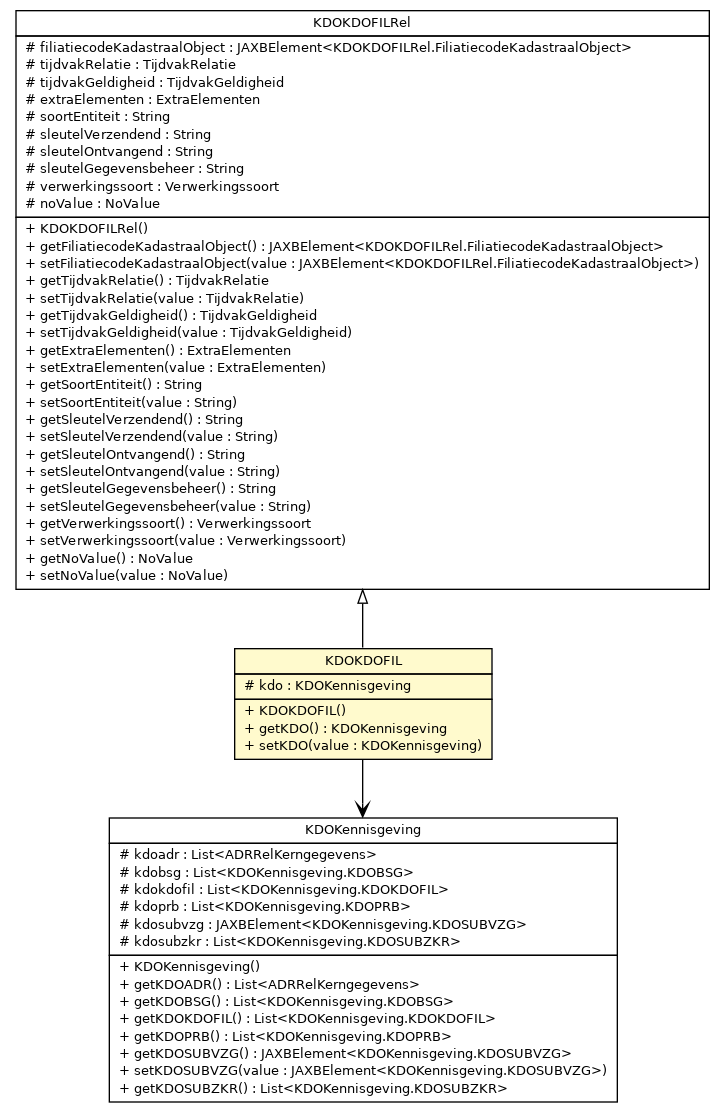 KDOKDOFILRel
# filiatiecodeKadastraalObject : JAXBElement<KDOKDOFILRel.FiliatiecodeKadastraalObject>
# tijdvakRelatie : TijdvakRelatie
# tijdvakGeldigheid : TijdvakGeldigheid
# extraElementen : ExtraElementen
# soortEntiteit : String
# sleutelVerzendend : String
# sleutelOntvangend : String
# sleutelGegevensbeheer : String
# verwerkingssoort : Verwerkingssoort
# noValue : NoValue
+ KDOKDOFILRel()
+ getFiliatiecodeKadastraalObject() : JAXBElement<KDOKDOFILRel.FiliatiecodeKadastraalObject>
+ setFiliatiecodeKadastraalObject(value : JAXBElement<KDOKDOFILRel.FiliatiecodeKadastraalObject>)
+ getTijdvakRelatie() : TijdvakRelatie
+ setTijdvakRelatie(value : TijdvakRelatie)
+ getTijdvakGeldigheid() : TijdvakGeldigheid
+ setTijdvakGeldigheid(value : TijdvakGeldigheid)
+ getExtraElementen() : ExtraElementen
+ setExtraElementen(value : ExtraElementen)
+ getSoortEntiteit() : String
+ setSoortEntiteit(value : String)
+ getSleutelVerzendend() : String
+ setSleutelVerzendend(value : String)
+ getSleutelOntvangend() : String
+ setSleutelOntvangend(value : String)
+ getSleutelGegevensbeheer() : String
+ setSleutelGegevensbeheer(value : String)
+ getVerwerkingssoort() : Verwerkingssoort
+ setVerwerkingssoort(value : Verwerkingssoort)
+ getNoValue() : NoValue
+ setNoValue(value : NoValue)
KDOKDOFIL
# kdo : KDOKennisgeving
+ KDOKDOFIL()
+ getKDO() : KDOKennisgeving
+ setKDO(value : KDOKennisgeving)
KDOKennisgeving
# kdoadr : List<ADRRelKerngegevens>
# kdobsg : List<KDOKennisgeving.KDOBSG>
# kdokdofil : List<KDOKennisgeving.KDOKDOFIL>
# kdoprb : List<KDOKennisgeving.KDOPRB>
# kdosubvzg : JAXBElement<KDOKennisgeving.KDOSUBVZG>
# kdosubzkr : List<KDOKennisgeving.KDOSUBZKR>
+ KDOKennisgeving()
+ getKDOADR() : List<ADRRelKerngegevens>
+ getKDOBSG() : List<KDOKennisgeving.KDOBSG>
+ getKDOKDOFIL() : List<KDOKennisgeving.KDOKDOFIL>
+ getKDOPRB() : List<KDOKennisgeving.KDOPRB>
+ getKDOSUBVZG() : JAXBElement<KDOKennisgeving.KDOSUBVZG>
+ setKDOSUBVZG(value : JAXBElement<KDOKennisgeving.KDOSUBVZG>)
+ getKDOSUBZKR() : List<KDOKennisgeving.KDOSUBZKR>